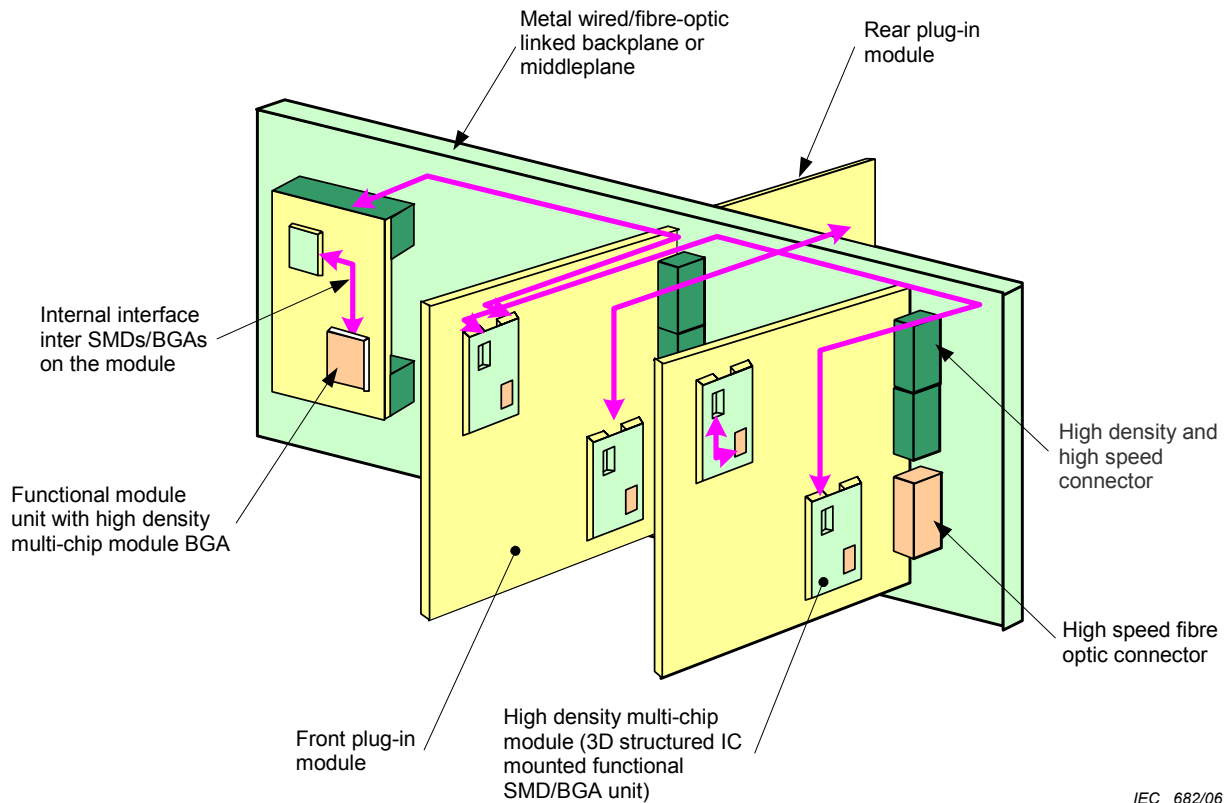 Metal wired/fibre-optic
linked backplane or
middleplane
Rear plug-in
module
Internal interface
inter SMDs/BGAs
on the module
Functional module
unit with high density
multi-chip module BGA
High density and
high speed
connector
High speed fibre
optic connector
Front plug-in
module
High density multi-chip
module (3D structured IC
mounted functional
SMD/BGA unit)
IEC 682/06